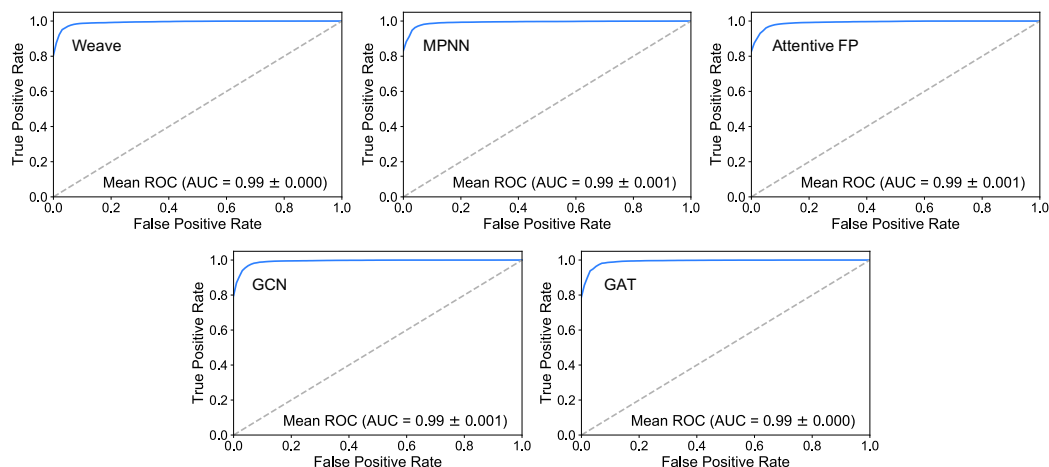 1.0
0.8
0.6
0.4
0.2
0.0
True Positive Rate
Weave
Mean ROC (AUC = 0.99 ± 0.000)
0.0 0.2 0.4 0.6 0.8 1.0
False Positive Rate
1.0
0.8
0.6
0.4
0.2
0.0
True Positive Rate
MPNN
Mean ROC (AUC = 0.99 ± 0.001)
0.0 0.2 0.4 0.6 0.8 1.0
False Positive Rate
1.0
0.8
0.6
0.4
0.2
0.0
True Positive Rate
Attentive FP
Mean ROC (AUC = 0.99 ± 0.001)
0.0 0.2 0.4 0.6 0.8 1.0
False Positive Rate
1.0
0.8
0.6
0.4
0.2
0.0
True Positive Rate
GCN
Mean ROC (AUC = 0.99 ± 0.001)
0.0 0.2 0.4 0.6 0.8 1.0
False Positive Rate
1.0
0.8
0.6
0.4
0.2
0.0
True Positive Rate
GAT
Mean ROC (AUC = 0.99 ± 0.000)
0.0 0.2 0.4 0.6 0.8 1.0
False Positive Rate